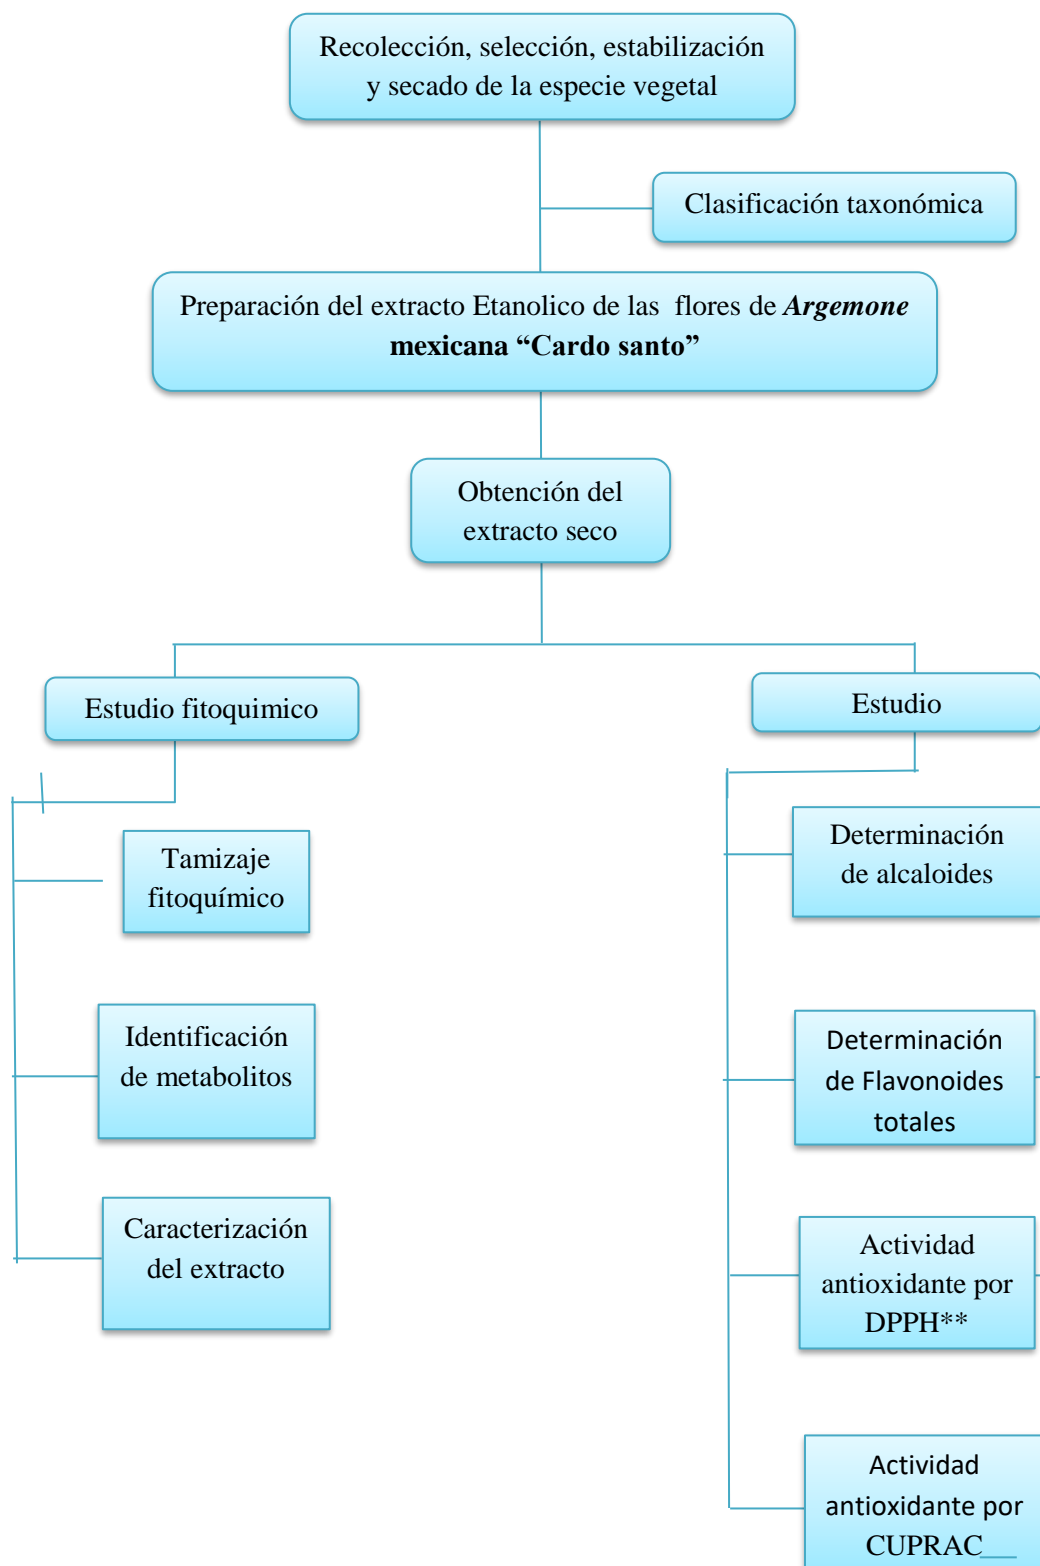 Recolección, selección, estabilización
y secado de la especie vegetal
Clasificación taxonómica
Preparación del extracto Etanolico de las flores de Argemone
mexicana “Cardo santo”
Obtención del
extracto seco
Estudio fitoquimico
Tamizaje
fitoquímico
Identificación
de metabolitos
Caracterización
del extracto
Estudio
Determinación
de alcaloides
Determinación
de Flavonoides
totales
Actividad
antioxidante por
DPPH**
Actividad
antioxidante por
CUPRAC__